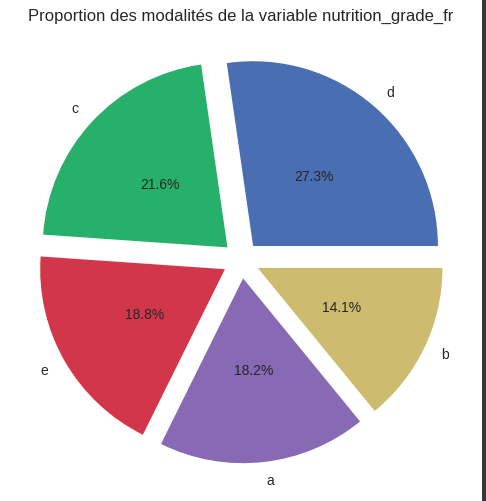 Proportion des modalités de la variable nutrition_grade_fr
d
c
27.3%
21.6%
14.1%
18.8%
b
e
18.2%
a